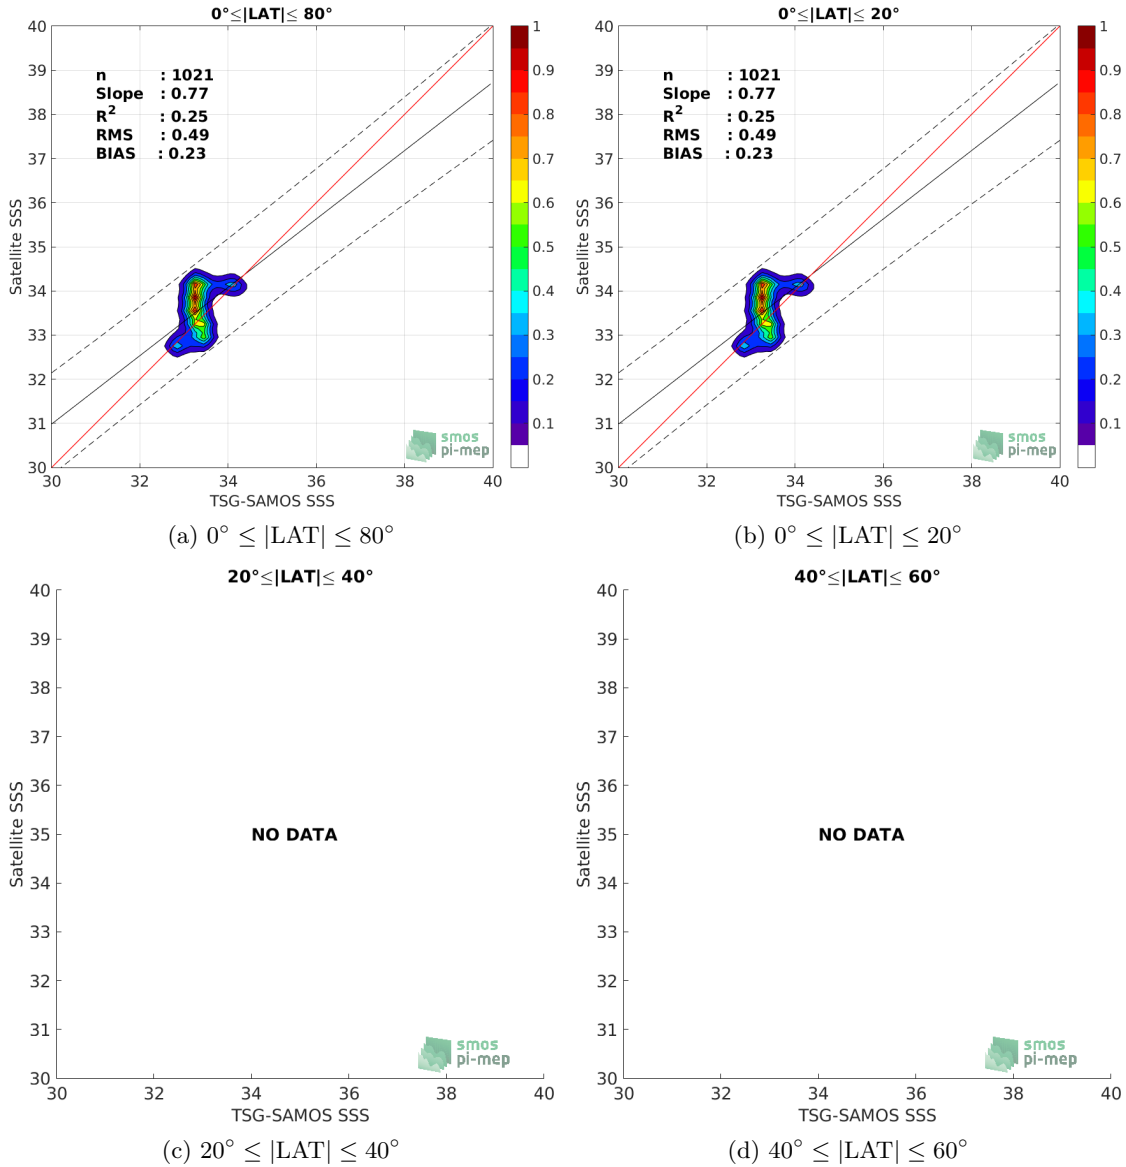 0°≤|LAT|≤ 80°
40
39
38
37
36
35
34
33
32
31
30
Satellite SSS
n : 1021
Slope : 0.77
R² : 0.25
RMS : 0.49
BIAS : 0.23
smos
pi-mep
30 32 34 36 38 40
TSG-SAMOS SSS
1
0.9
0.8
0.7
0.6
0.5
0.4
0.3
0.2
0.1
(a) 0° ≤ |LAT| ≤ 80°
0°≤|LAT|≤ 20°
40
39
38
37
36
35
34
33
32
31
30
Satellite SSS
n : 1021
Slope : 0.77
R² : 0.25
RMS : 0.49
BIAS : 0.23
smos
pi-mep
30 32 34 36 38 40
TSG-SAMOS SSS
1
0.9
0.8
0.7
0.6
0.5
0.4
0.3
0.2
0.1
(b) 0° ≤ |LAT| ≤ 20°
20°≤|LAT|≤ 40°
40
39
38
37
36
35
34
33
32
31
30
Satellite SSS
NO DATA
smos
pi-mep
30 32 34 36 38 40
TSG-SAMOS SSS
(c) 20° ≤ |LAT| ≤ 40°
40°≤|LAT|≤ 60°
40
39
38
37
36
35
34
33
32
31
30
Satellite SSS
NO DATA
smos
pi-mep
30 32 34 36 38 40
TSG-SAMOS SSS
(d) 40° ≤ |LAT| ≤ 60°